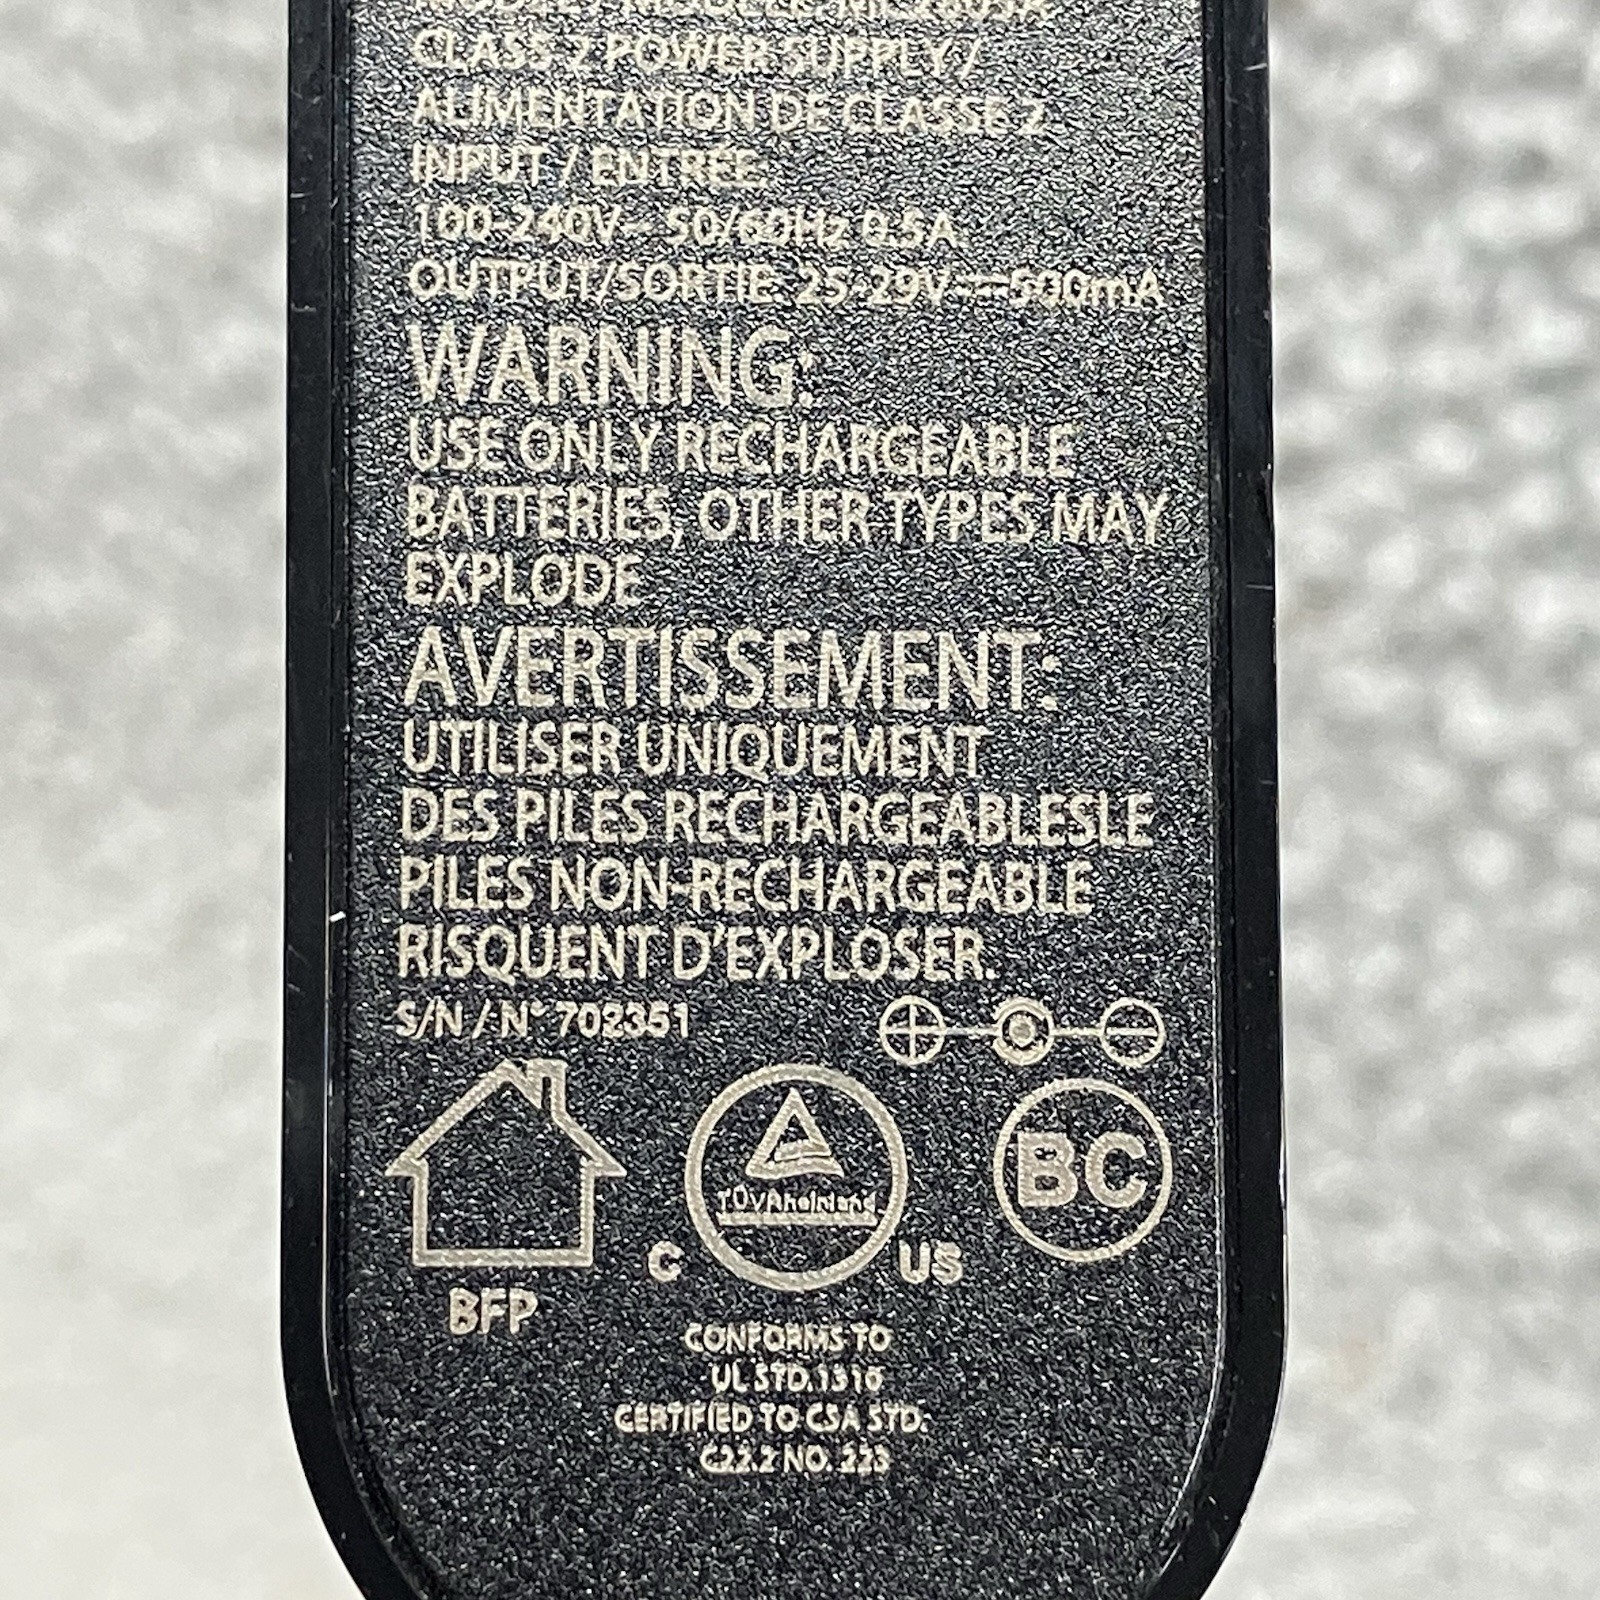 CLASS 2 POWER SUPPLY /
ALIMENTATION DE CLASSE 2
INPUT / ENTRÉE:
100-240V~ 50/60Hz 0.5A
OUTPUT/SORTIE: 25-29V⎓500mA
WARNING:
USE ONLY RECHARGEABLE
BATTERIES, OTHER TYPES MAY
EXPLODE
AVERTISSEMENT:
UTILISER UNIQUEMENT
DES PILES RECHARGEABLESLE
PILES NON-RECHARGEABLE
RISQUENT D'EXPLOSER.
S/N / N° 702351
TÜVRheinland
BC
C US
BFP
CONFORMS TO
UL STD.1310
CERTIFIED TO CSA STD.
C22.2 NO. 223